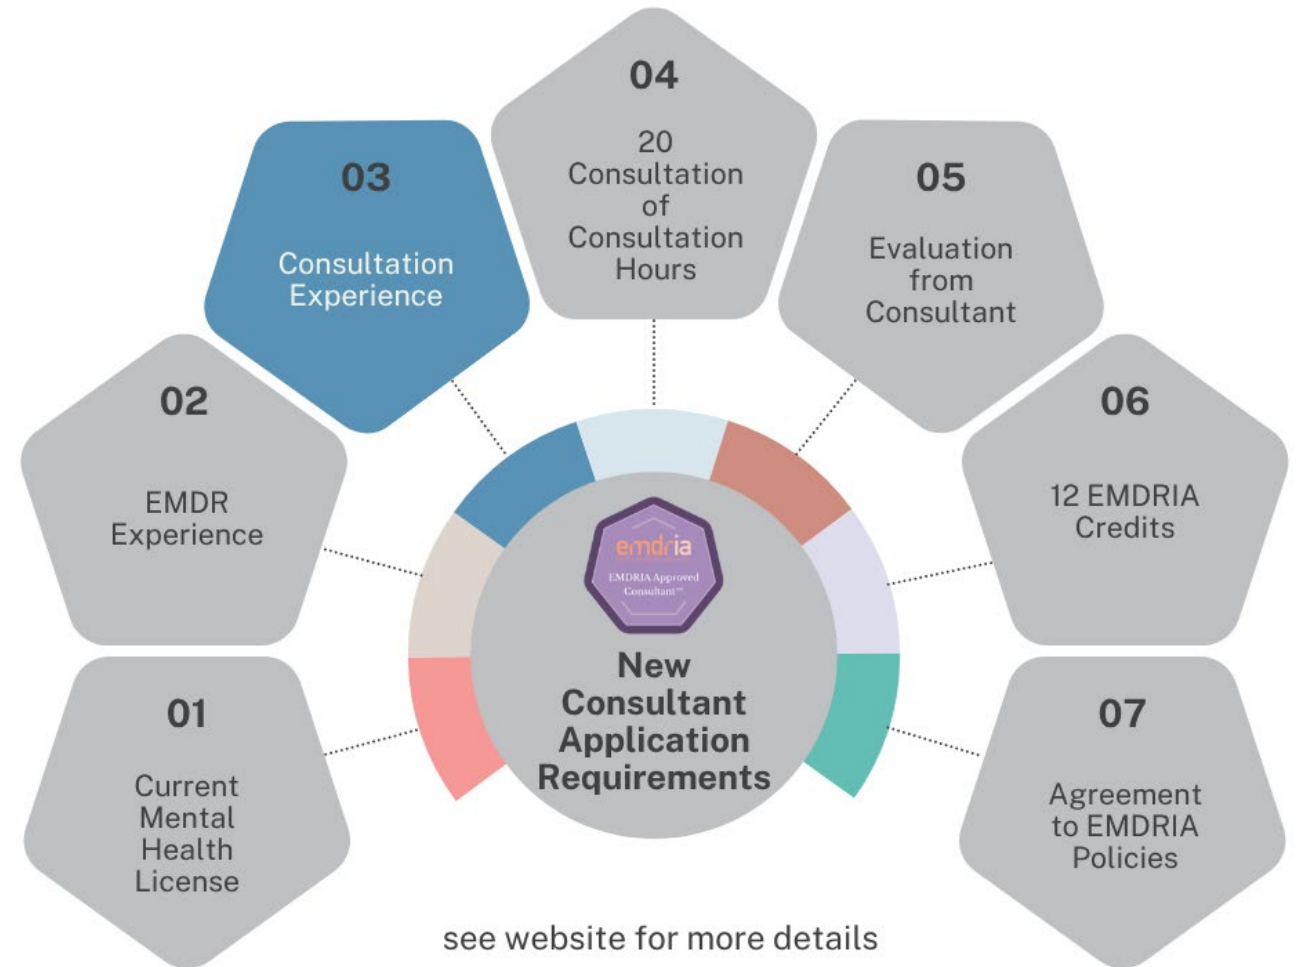 04
20
Consultation
of
Consultation
Hours
03
Consultation
Experience
05
Evaluation
from
Consultant
02
EMDR
Experience
06
12 EMDRIA
Credits
01
Current
Mental
Health
License
07
Agreement
to EMDRIA
Policies
emdria
EMDRIA Approved
Consultant™
New
Consultant
Application
Requirements
see website for more details